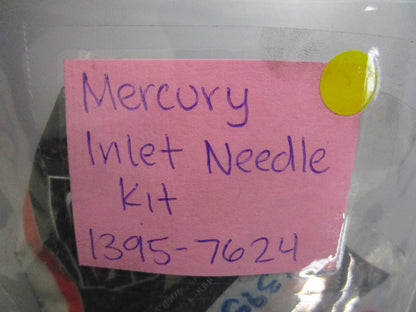 Mercury
Inlet Needle
Kit
1395-7624